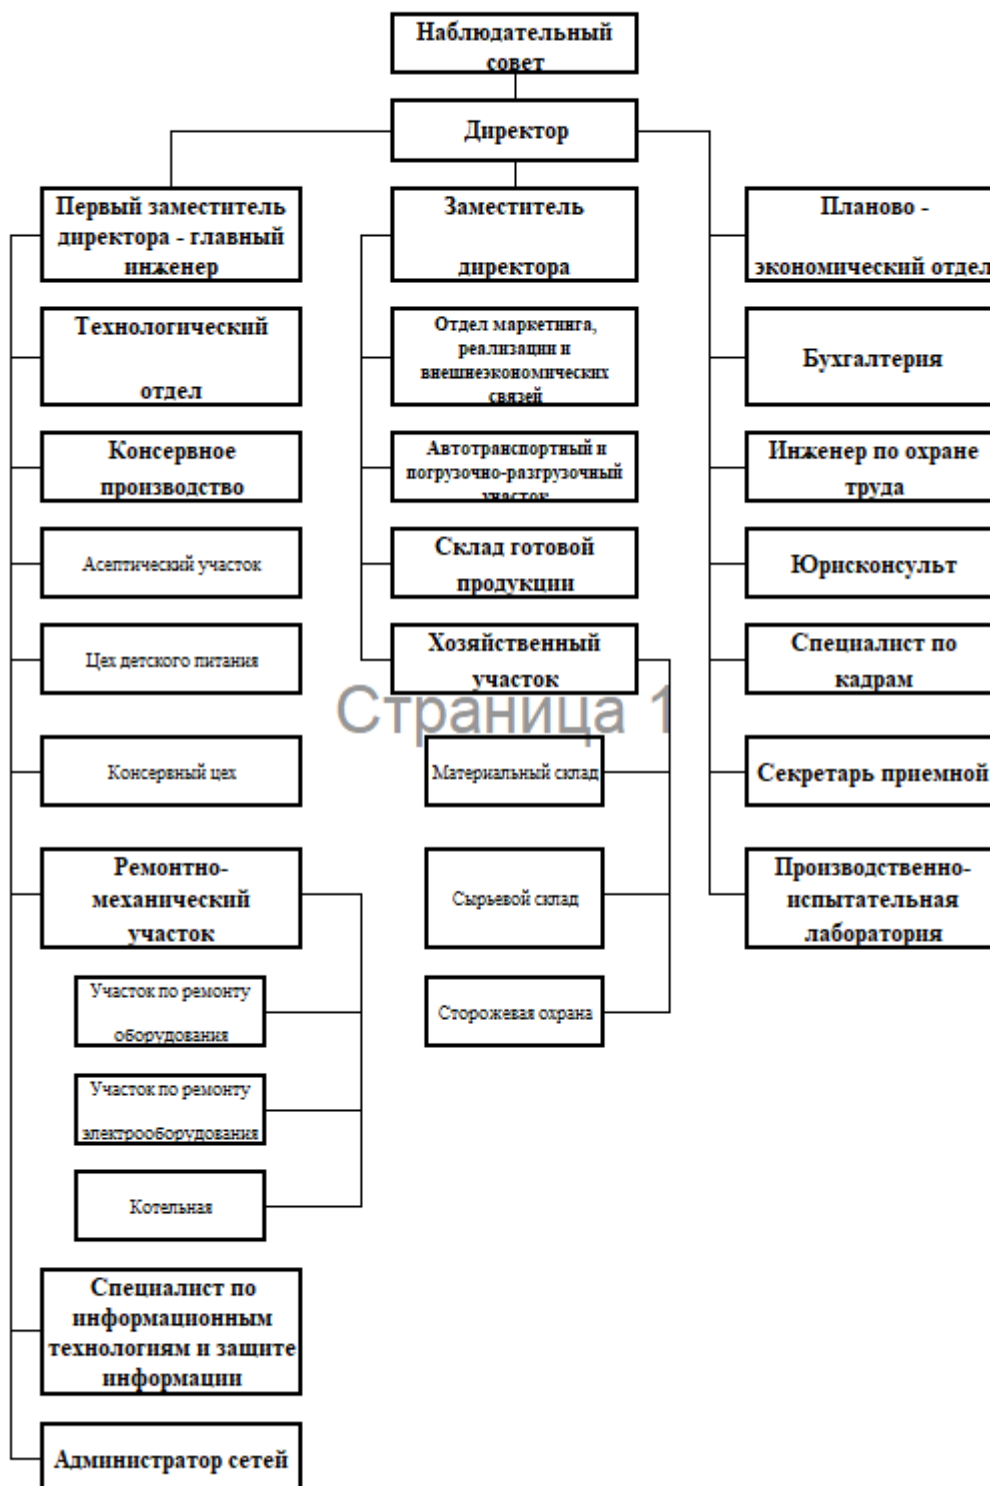 Наблюдательный
совет
Директор
Первый заместитель
директора - главный
инженер
Заместитель
директора
Планово -
экономический отдел
Технологический
отдел
Отдел маркетинга,
реализации и
внешнеэкономических
связей
Бухгалтерия
Консервное
производство
Автотранспортный и
погрузочно-разгрузочный
участок
Инженер по охране
труда
Асептический участок
Склад готовой
продукции
Юрисконсульт
Цех детского питания
Хозяйственный
участок
Специалист по
кадрам
Страница 1
Консервный цех
Материальный склад
Секретарь приемной
Ремонтно-
механический
участок
Сырьевой склад
Производственно-
испытательная
лаборатория
Участок по ремонту
оборудования
Сторожевая охрана
Участок по ремонту
электрооборудования
Котельная
Специалист по
информационным
технологиям и защите
информации
Администратор сетей